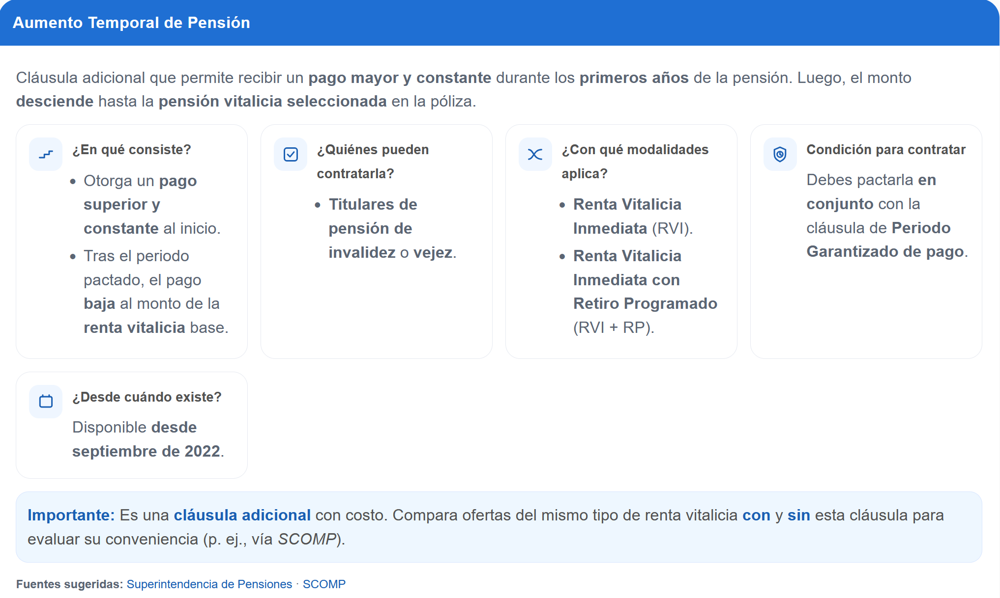 Aumento Temporal de Pensión
Cláusula adicional que permite recibir un pago mayor y constante durante los primeros años de la pensión. Luego, el monto
desciende hasta la pensión vitalicia seleccionada en la póliza.
¿En qué consiste?
• Otorga un pago
superior y
constante al inicio.
• Tras el periodo
pactado, el pago
baja al monto de la
renta vitalicia base.
¿Quiénes pueden
contratarla?
• Titulares de
pensión de
invalidez o vejez.
¿Con qué modalidades
aplica?
• Renta Vitalicia
Inmediata (RVI).
• Renta Vitalicia
Inmediata con
Retiro Programado
(RVI + RP).
Condición para contratar
Debes pactarla en
conjunto con la
cláusula de Periodo
Garantizado de pago.
¿Desde cuándo existe?
Disponible desde
septiembre de 2022.
Importante: Es una cláusula adicional con costo. Compara ofertas del mismo tipo de renta vitalicia con y sin esta cláusula para
evaluar su conveniencia (p. ej., vía SCOMP).
Fuentes sugeridas: Superintendencia de Pensiones · SCOMP